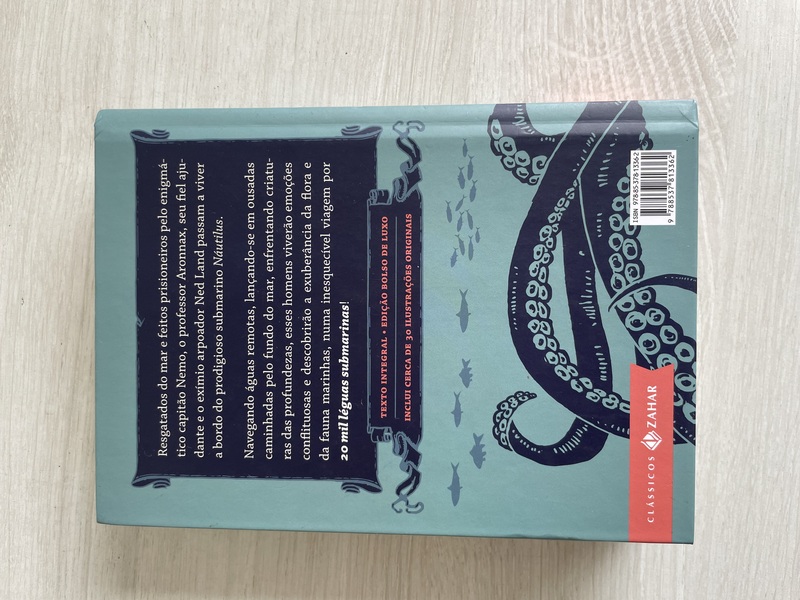 Resgatados do mar e feitos prisioneiros pelo enigmá-
tico capitão Nemo, o professor Aronnax, seu fiel aju-
dante e o exímio arpoador Ned Land passam a viver
a bordo do prodigioso submarino Náutilus.
Navegando águas remotas, lançando-se em ousadas
caminhadas pelo fundo do mar, enfrentando criatu-
ras das profundezas, esses homens viverão emoções
conflituosas e descobrirão a exuberância da flora e
da fauna marinhas, numa inesquecível viagem por
20 mil léguas submarinas!
TEXTO INTEGRAL • EDIÇÃO BOLSO DE LUXO
INCLUI CERCA DE 30 ILUSTRAÇÕES ORIGINAIS
CLÁSSICOS ZAHAR
ISBN 978-85-378-1336-2
9 788537 813362